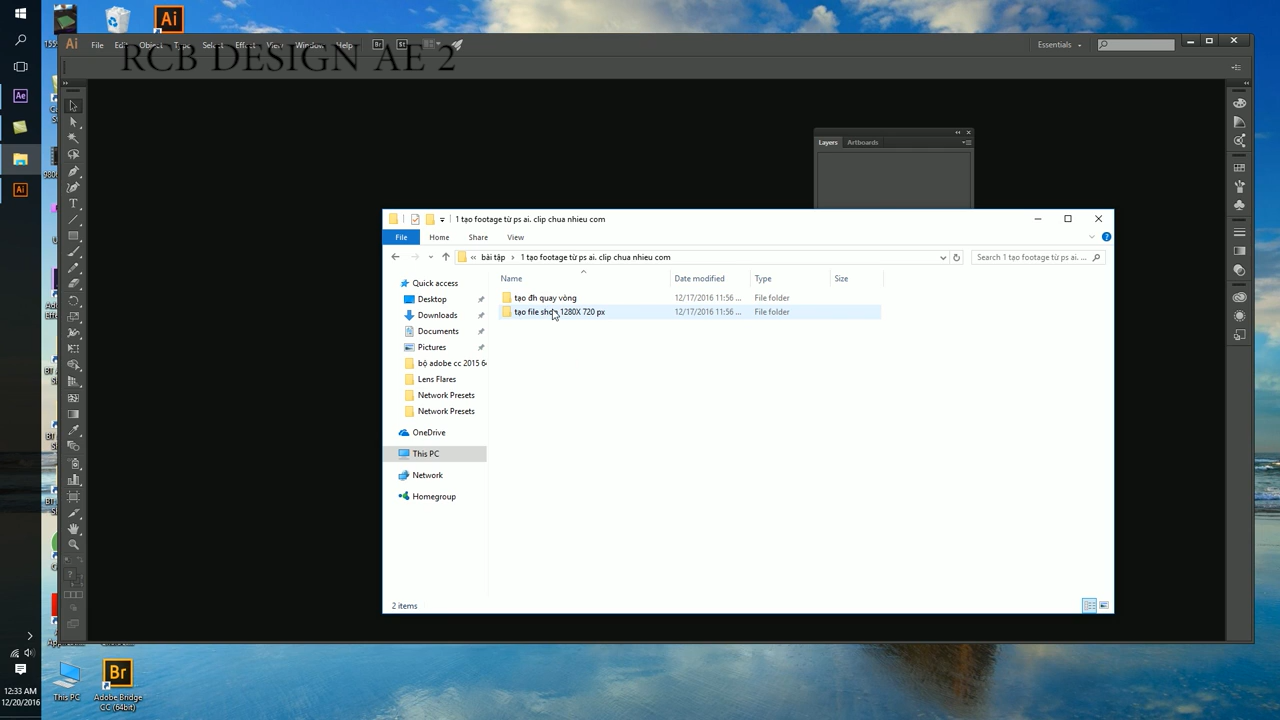 Ai
File Edit Object Type Select Effect View Window Help
Br
St
Essentials
RCB DESIGN AE 2
Layers Artboards
1 tạo footage từ ps ai. clip chua nhieu com
File Home Share View
« bài tập › 1 tạo footage từ ps ai. clip chua nhieu com
Search 1 tạo footage từ ps ai. ...
Name Date modified Type Size
tạo đh quay vòng 12/17/2016 11:56 ... File folder
tạo file shop 1280X 720 px 12/17/2016 11:56 ... File folder
Quick access
Desktop
Downloads
Documents
Pictures
bộ adobe cc 2015 64
Lens Flares
Network Presets
Network Presets
OneDrive
This PC
Network
Homegroup
2 items
Ae
Ai
12:33 AM
12/20/2016
This PC
Br
Adobe Bridge
CC (64bit)